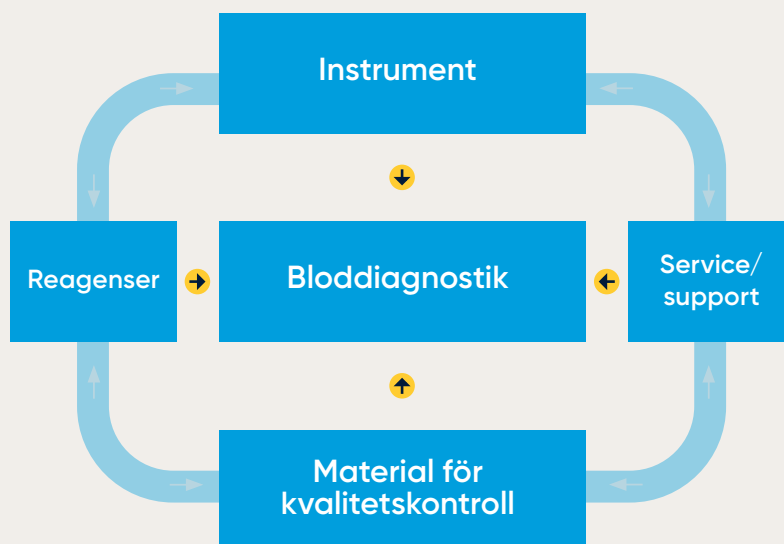 Instrument
Reagenser
Bloddiagnostik
Service/
support
Material för
kvalitetskontroll